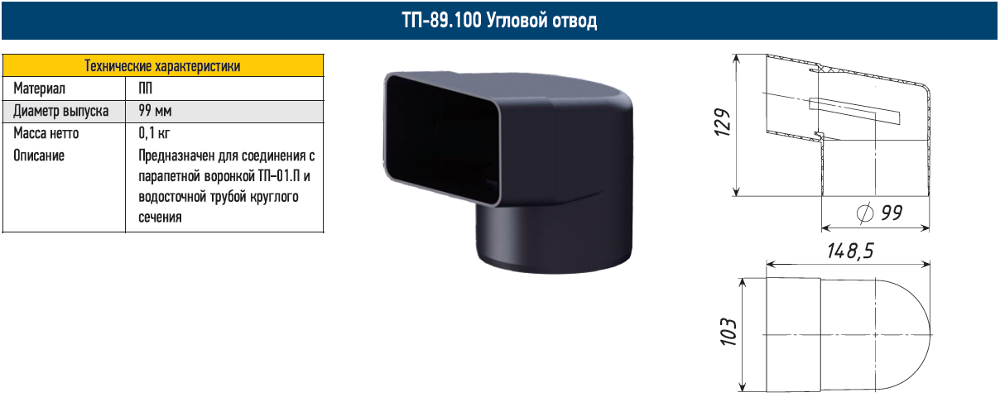 ТП-89.100 Угловой отвод
Технические характеристики
Материал ПП
Диаметр выпуска 99 мм
Масса нетто 0,1 кг
Описание Предназначен для соединения с
парапетной воронкой ТП-01.П и
водосточной трубой круглого
сечения
129
∅ 99
148,5
103